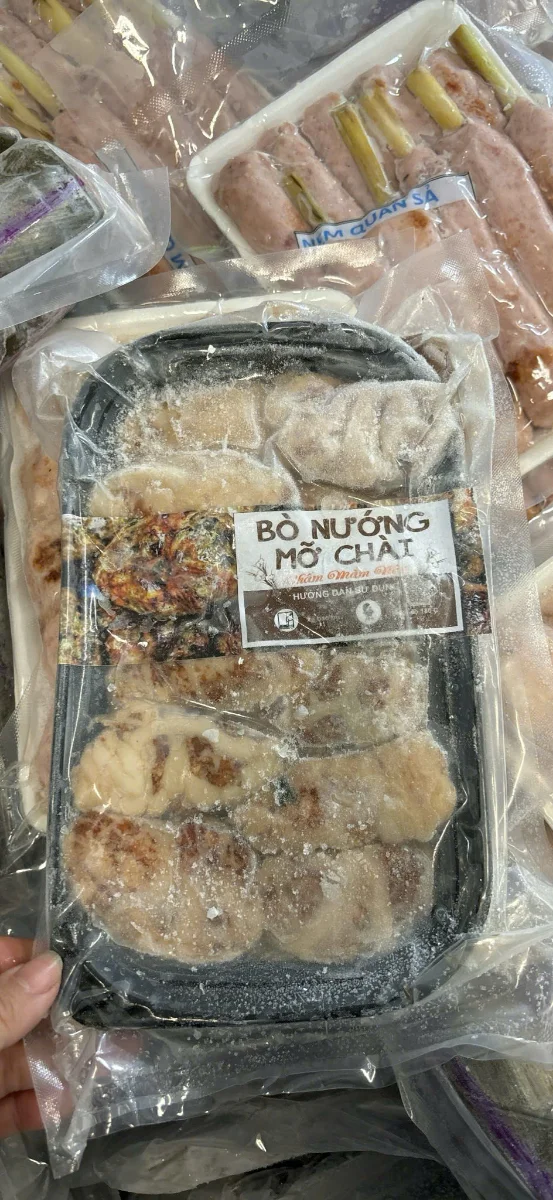 NEM QUẤN SẢ
BÒ NƯỚNG
MỠ CHÀI
HƯỚNG DẪN SỬ DỤNG